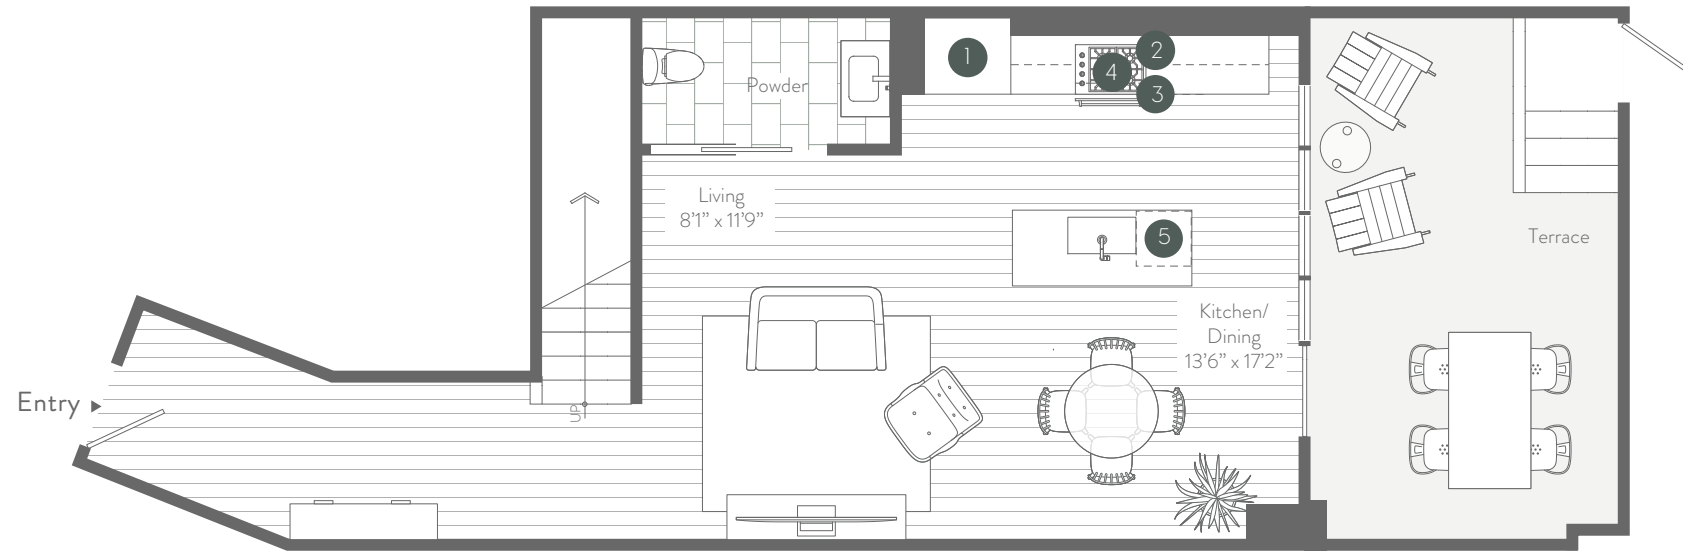 1
2
4
3
Powder
Living
8'1” x 11'9”
5
Terrace
Kitchen/
Dining
13'6” x 17'2”
Entry
UP